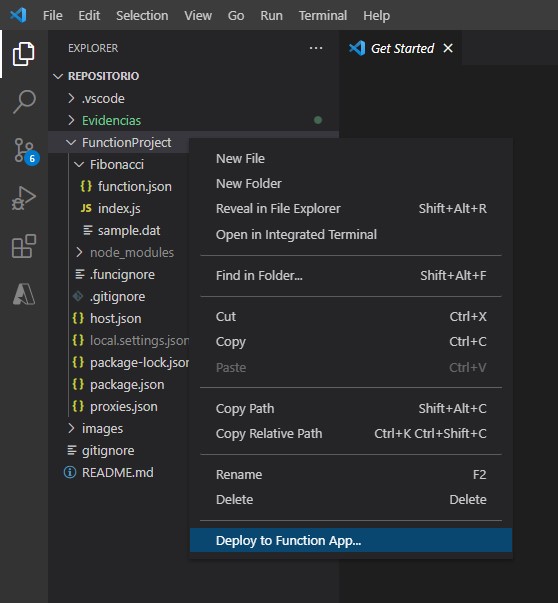 File Edit Selection View Go Run Terminal Help
EXPLORER ...
Get Started
REPOSITORIO
.vscode
Evidencias
FunctionProject
Fibonacci
{} function.json
JS index.js
sample.dat
node_modules
.funcignore
.gitignore
{} host.json
{} local.settings.json
{} package-lock.json
{} package.json
{} proxies.json
images
gitignore
README.md
6
New File
New Folder
Reveal in File Explorer Shift+Alt+R
Open in Integrated Terminal
Find in Folder... Shift+Alt+F
Cut Ctrl+X
Copy Ctrl+C
Paste Ctrl+V
Copy Path Shift+Alt+C
Copy Relative Path Ctrl+K Ctrl+Shift+C
Rename F2
Delete Delete
Deploy to Function App...